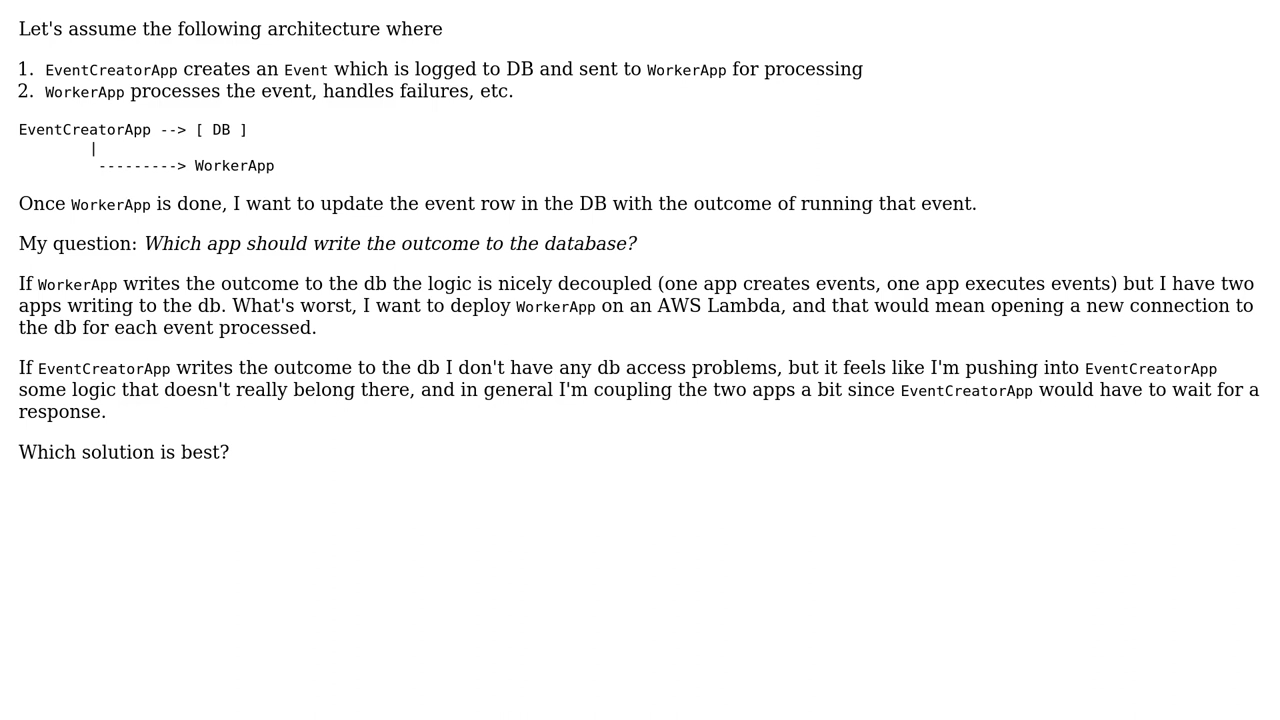 Let's assume the following architecture where
1. EventCreatorApp creates an Event which is logged to DB and sent to WorkerApp for processing
2. WorkerApp processes the event, handles failures, etc.
EventCreatorApp --> [ DB ]
|
---------> WorkerApp
Once WorkerApp is done, I want to update the event row in the DB with the outcome of running that event.
My question: Which app should write the outcome to the database?
If WorkerApp writes the outcome to the db the logic is nicely decoupled (one app creates events, one app executes events) but I have two
apps writing to the db. What's worst, I want to deploy WorkerApp on an AWS Lambda, and that would mean opening a new connection to
the db for each event processed.
If EventCreatorApp writes the outcome to the db I don't have any db access problems, but it feels like I'm pushing into EventCreatorApp
some logic that doesn't really belong there, and in general I'm coupling the two apps a bit since EventCreatorApp would have to wait for a
response.
Which solution is best?